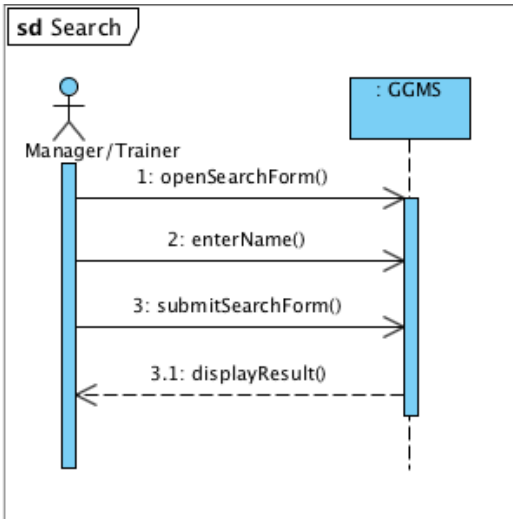 sd Search
: GGMS
Manager/Trainer
1: openSearchForm()
2: enterName()
3: submitSearchForm()
3.1: displayResult()